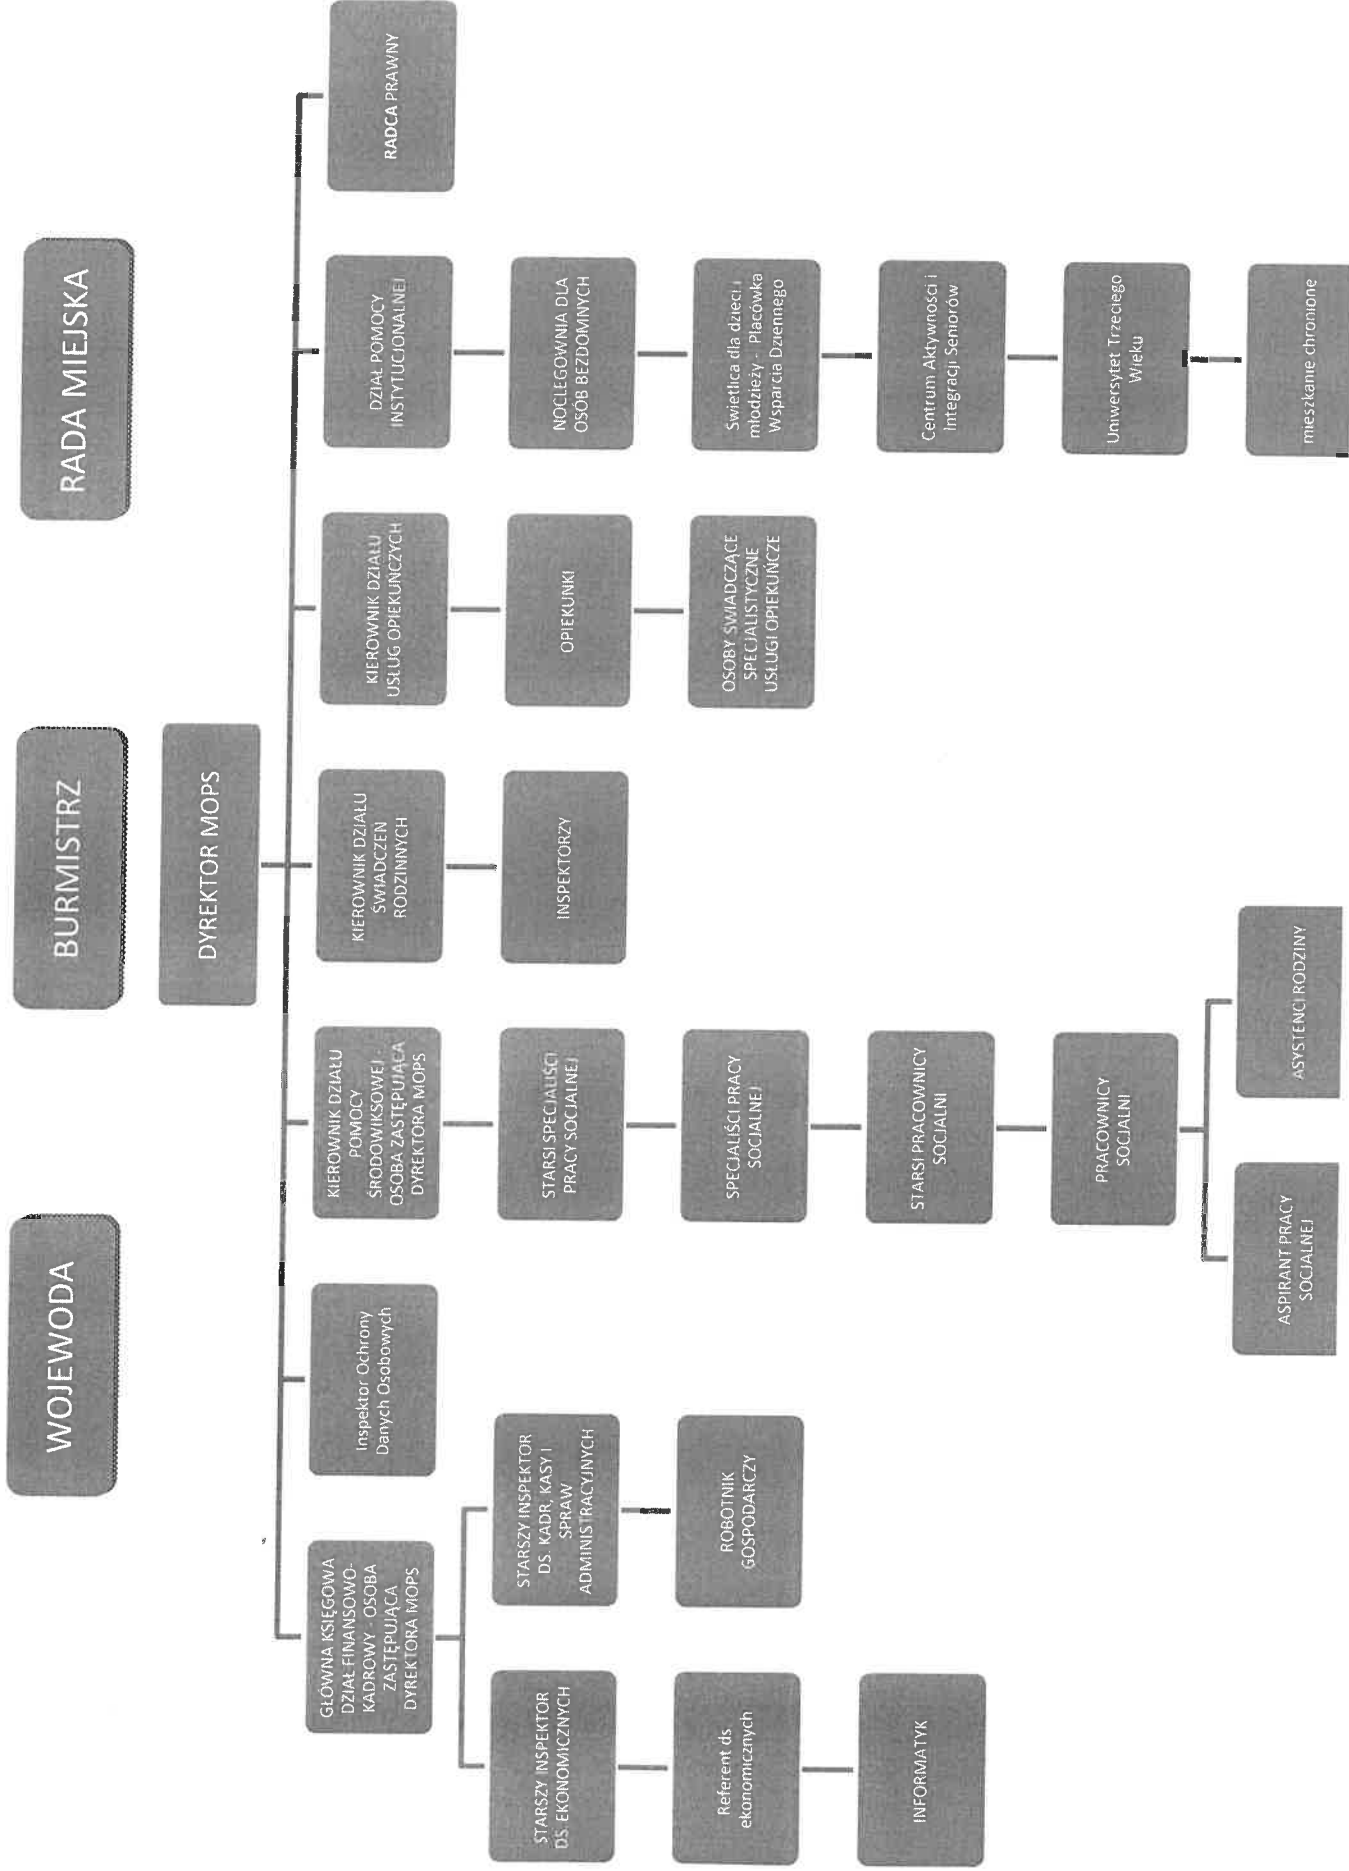 WOJEWODA
BURMISTRZ
RADA MIEJSKA
DYREKTOR MOPS
GŁÓWNA KSIĘGOWA
DZIAŁ FINANSOWO-
KADROWY - OSOBA
ZASTĘPUJĄCA
DYREKTORA MOPS
Inspektor Ochrony
Danych Osobowych
KIEROWNIK DZIAŁU
POMOCY
ŚRODOWIKSOWEJ -
OSOBA ZASTĘPUJĄCA
DYREKTORA MOPS
KIEROWNIK DZIAŁU
ŚWIADCZEN
RODZINNYCH
KIEROWNIK DZIAŁU
USŁUG OPIEKUŃCZYCH
DZIAŁ POMOCY
INSTYTUCJONALNEJ
RADCA PRAWNY
STARSZY INSPEKTOR
DS. EKONOMICZNYCH
STARSZY INSPEKTOR
DS. KADR, KASY I
SPRAW
ADMINISTRACYJNYCH
STARSI SPECJALIŚCI
PRACY SOCJALNEJ
INSPEKTORZY
OPIEKUNKI
NOCLEGOWNIA DLA
OSÓB BEZDOMNYCH
Referent ds
ekonomicznych
ROBOTNIK
GOSPODARCZY
SPECJALIŚCI PRACY
SOCJALNEJ
OSOBY ŚWIADCZĄCE
SPECJALISTYCZNE
USŁUGI OPIEKUŃCZE
Świetlica dla dzieci i
młodzieży - Placówka
Wsparcia Dziennego
INFORMATYK
STARSI PRACOWNICY
SOCJALNI
Centrum Aktywności i
Integracji Seniorów
PRACOWNICY
SOCJALNI
Uniwersytet Trzeciego
Wieku
ASPIRANT PRACY
SOCJALNEJ
ASYSTENCI RODZINY
mieszkanie chronione